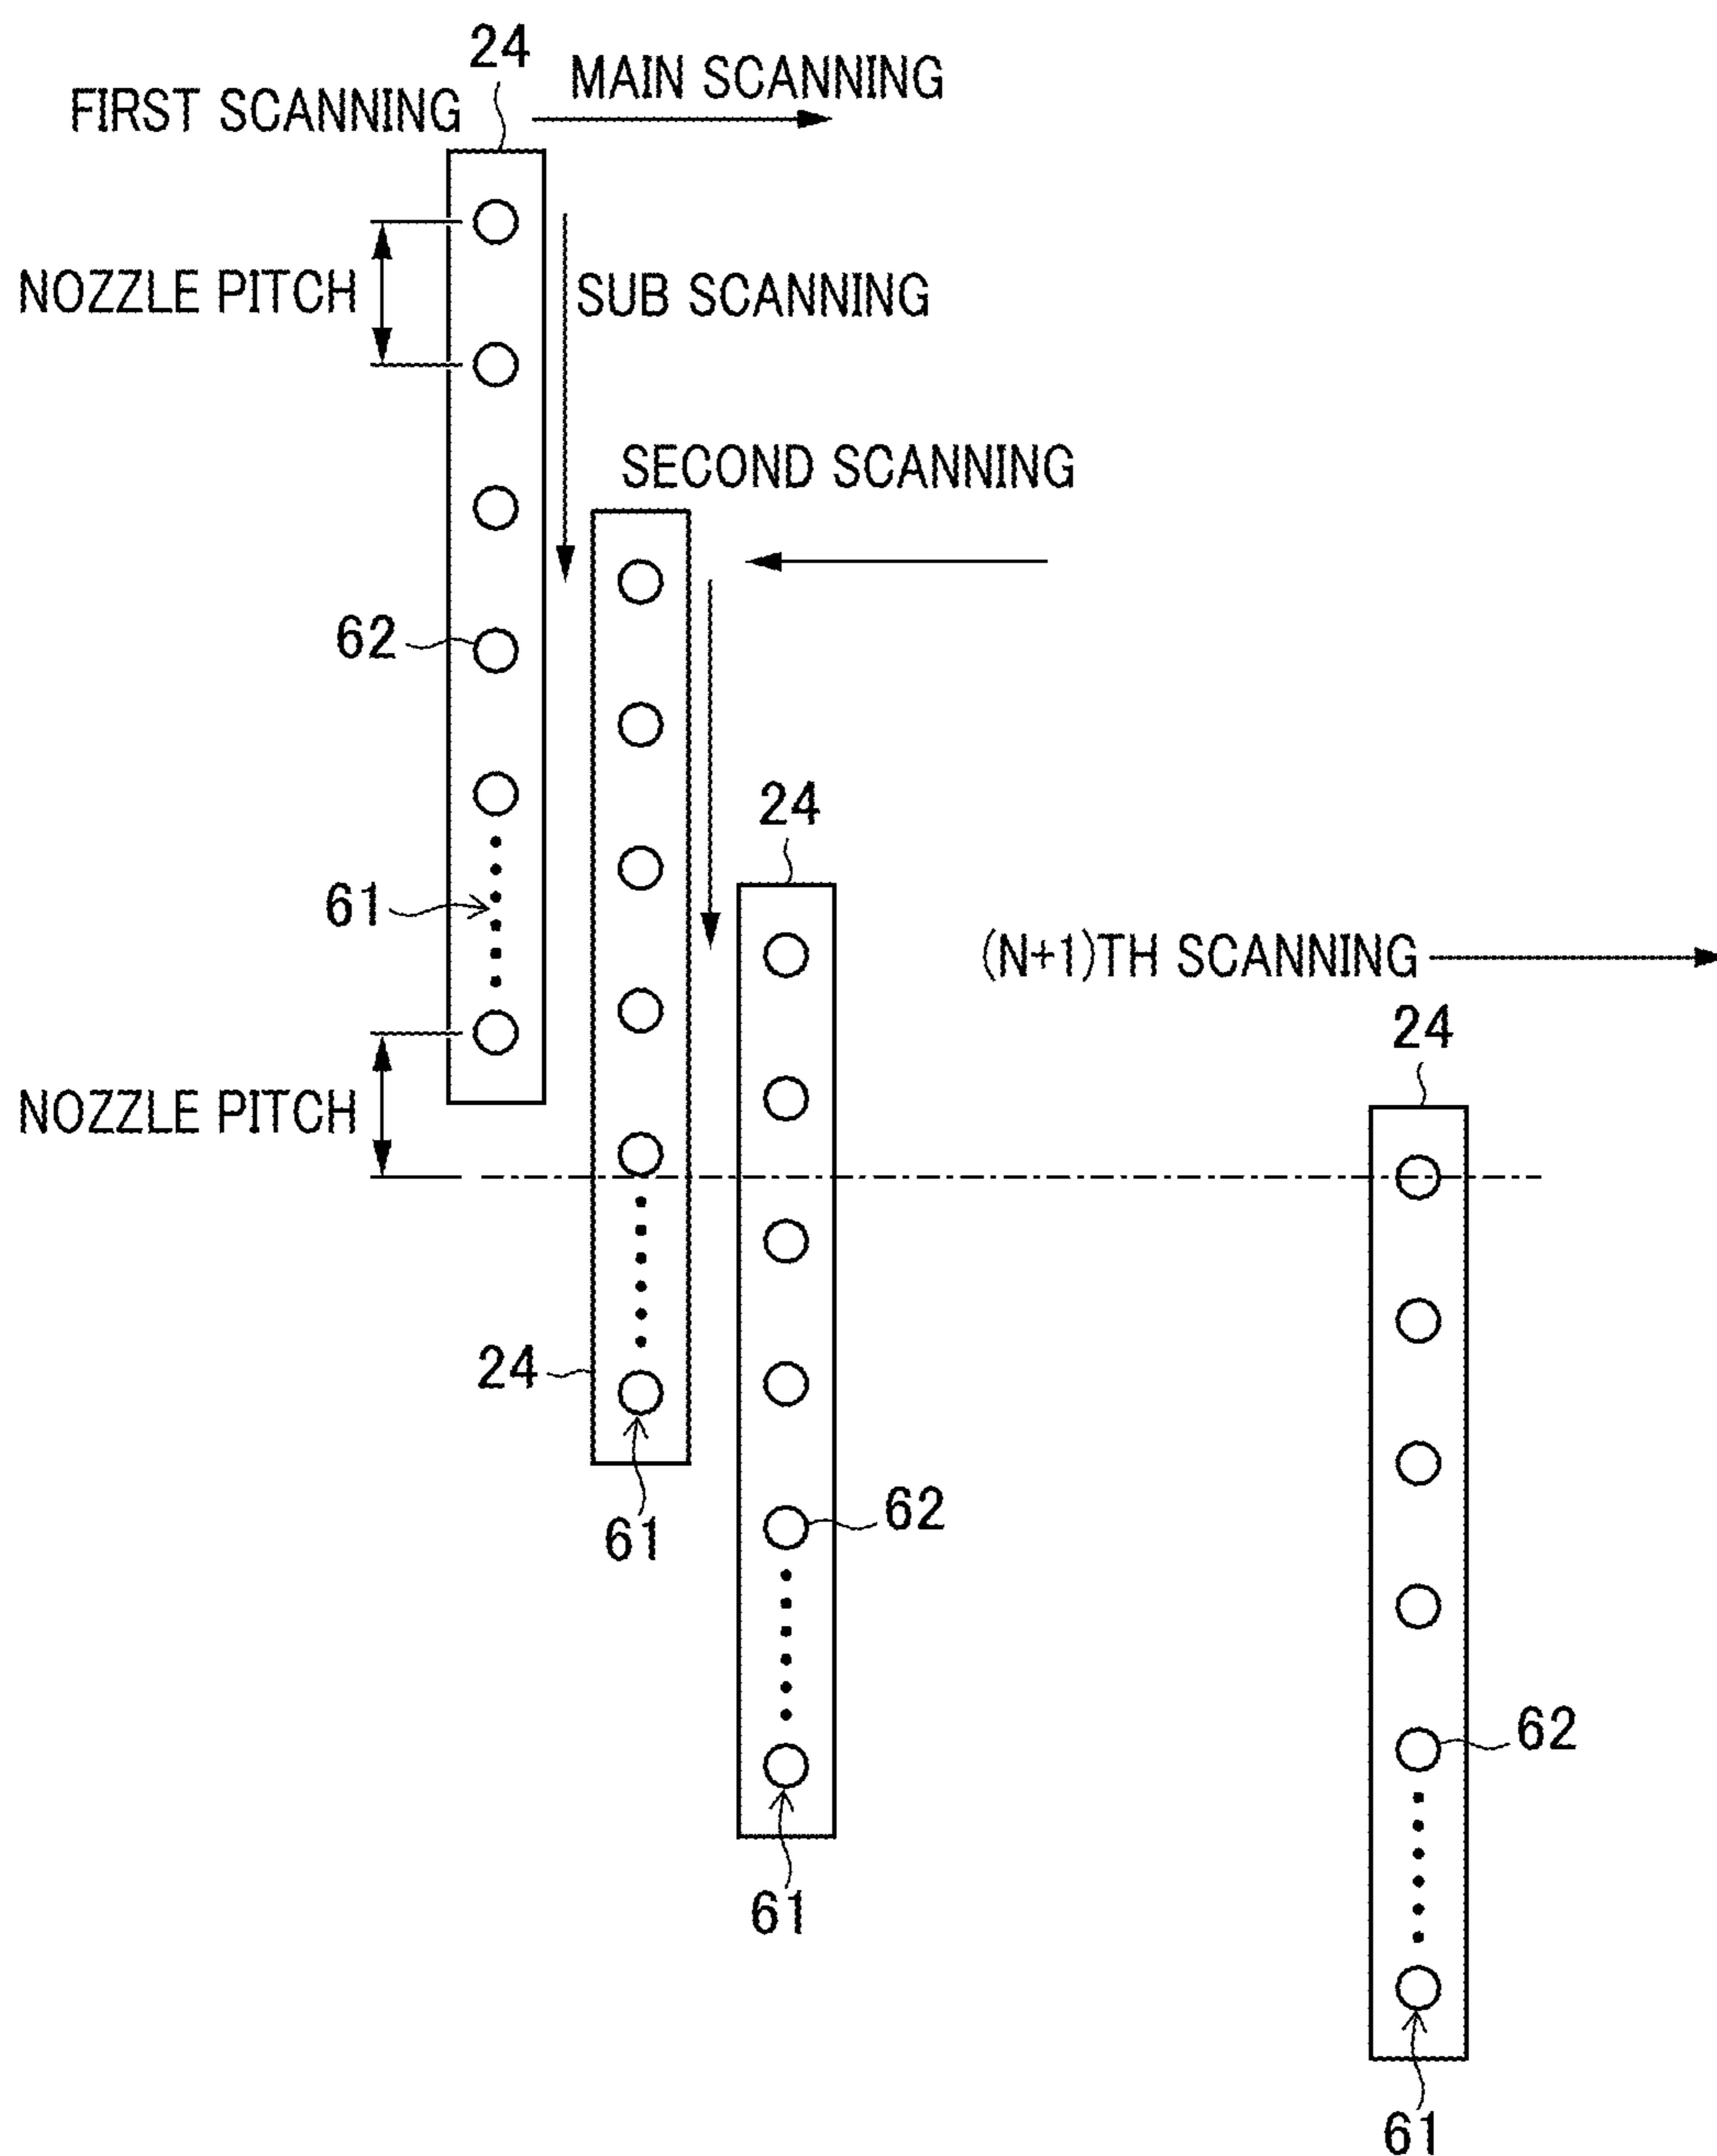 24
MAIN SCANNING
FIRST SCANNING
NOZZLE PITCH
SUB SCANNING
SECOND SCANNING
62
24
61
(N+1)TH SCANNING
24
NOZZLE PITCH
24
62
61
62
61
61